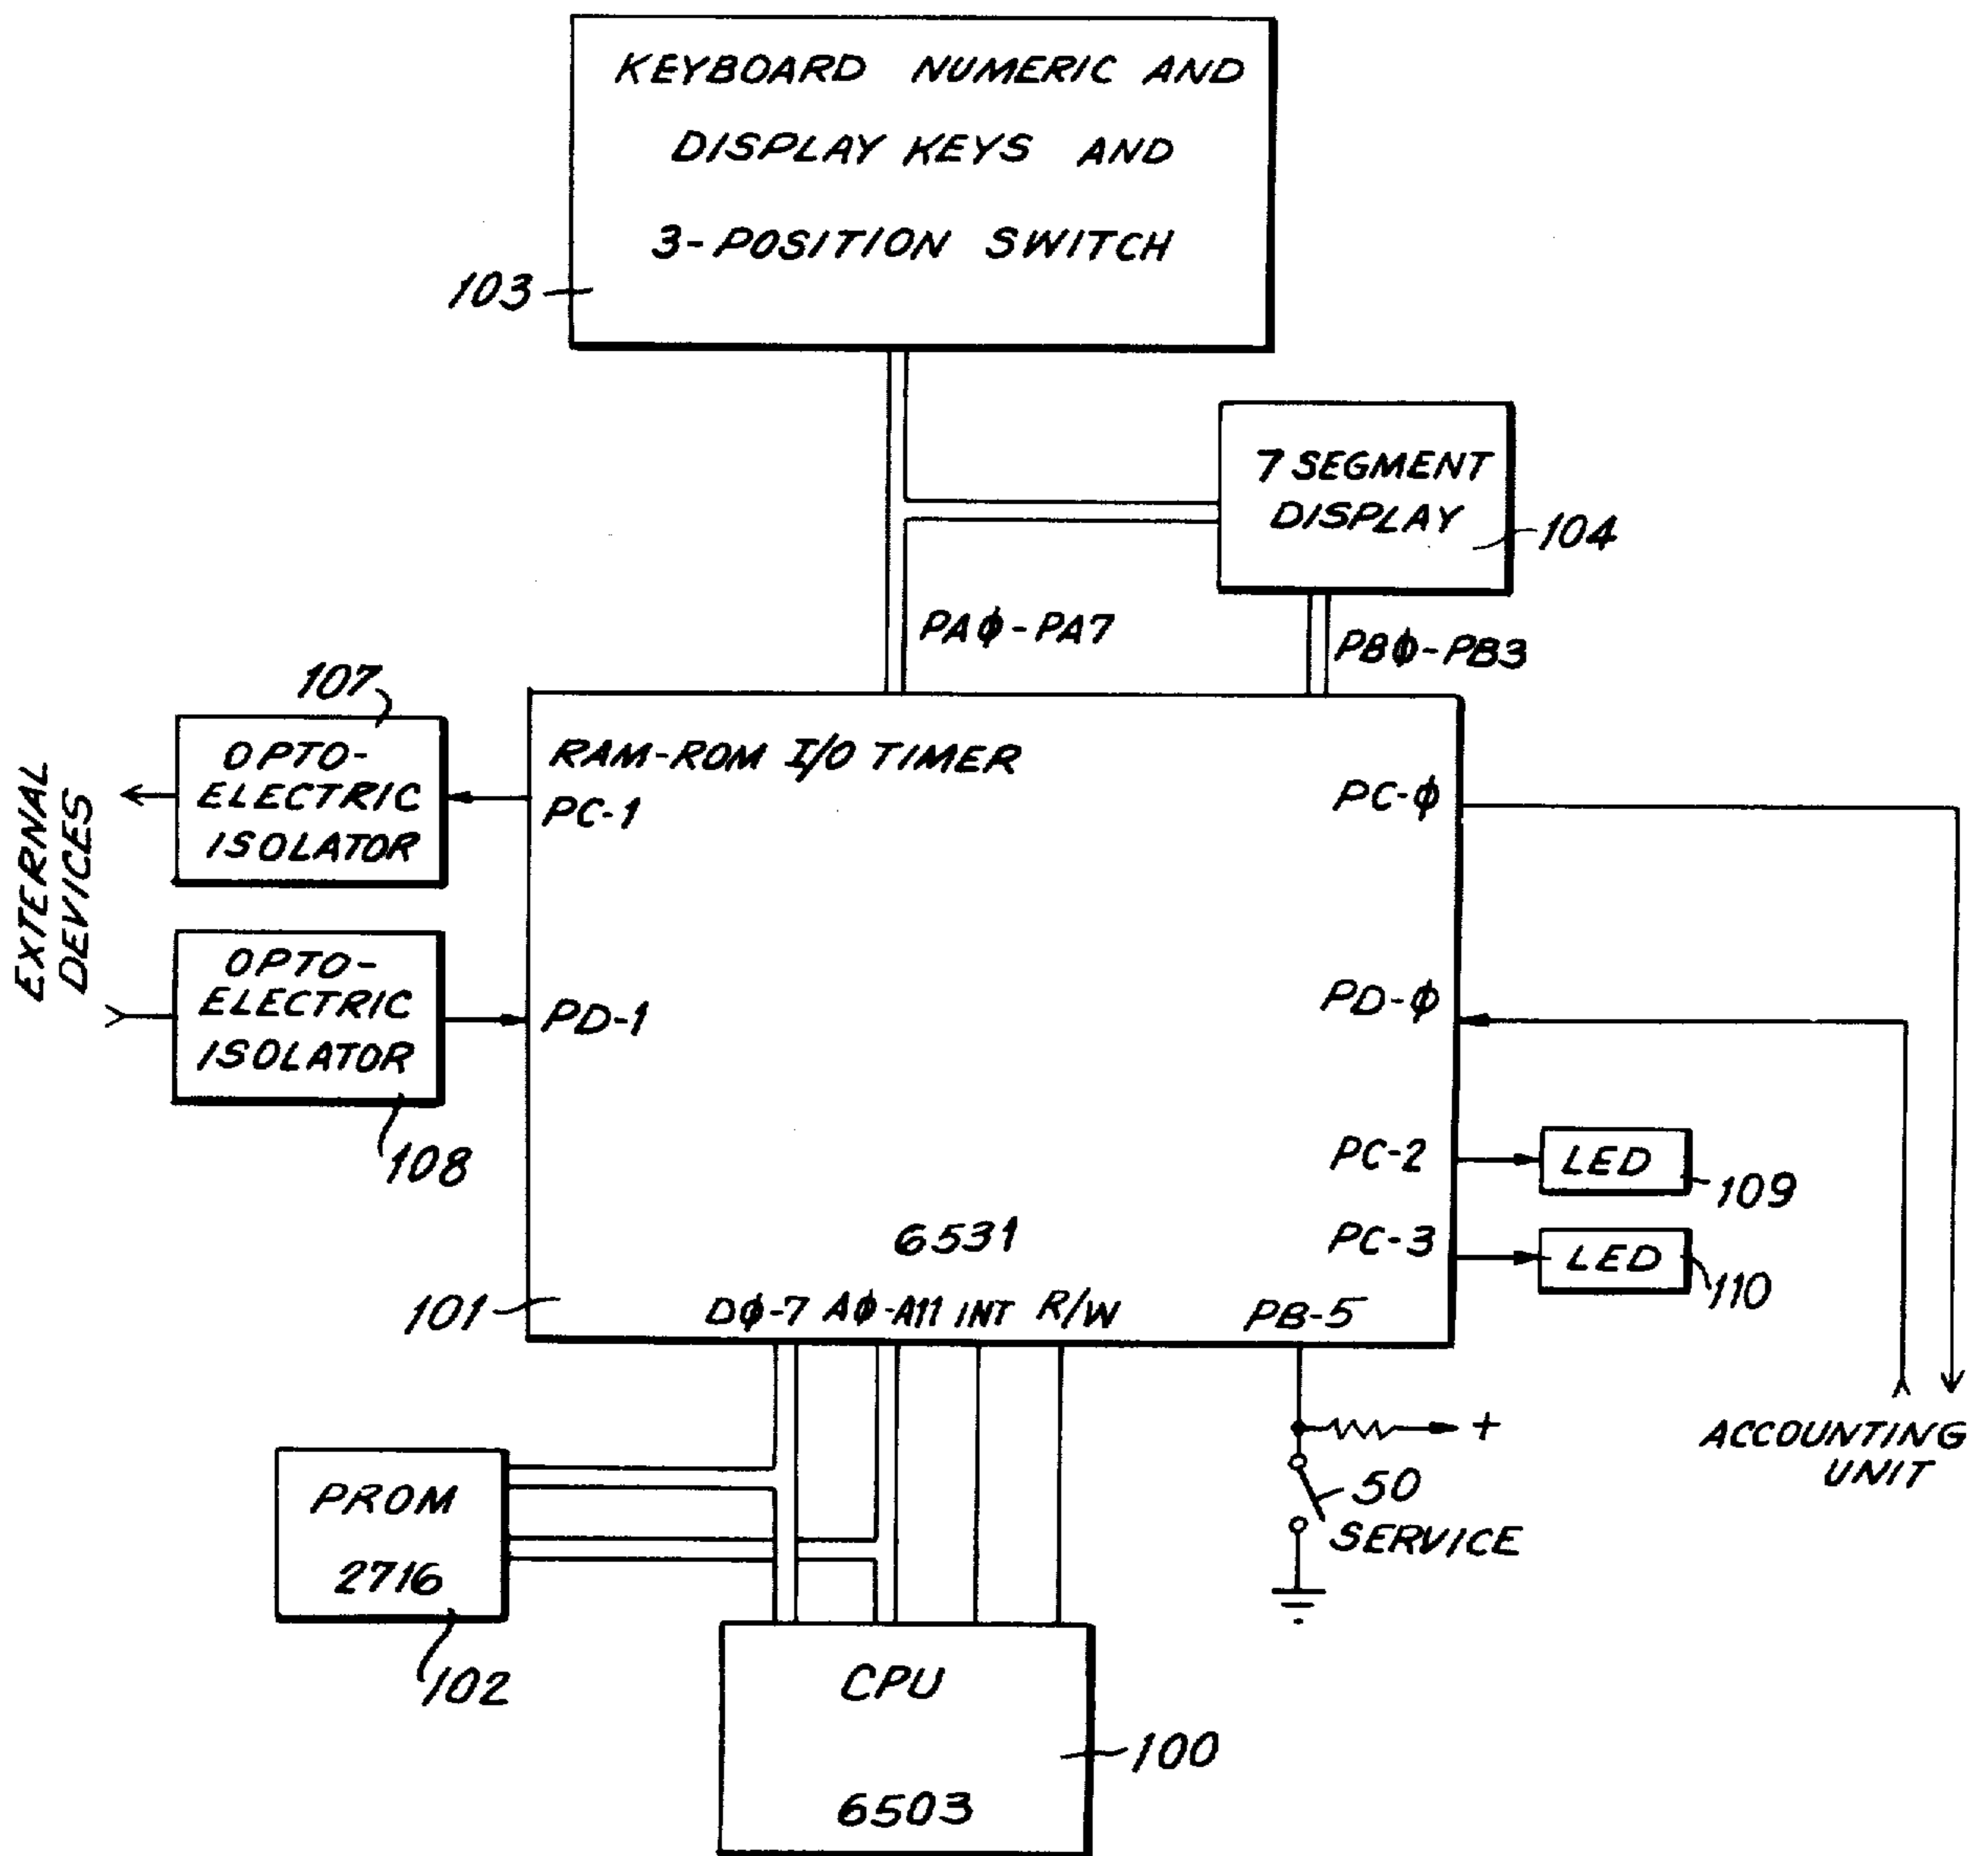 KEYBOARD NUMERIC AND
DISPLAY KEYS AND
3-POSITION SWITCH
103
7 SEGMENT
DISPLAY
104
PAϕ-PA7
PBϕ-PB3
107
OPTO-
ELECTRIC
ISOLATOR
EXTERNAL
DEVICES
OPTO-
ELECTRIC
ISOLATOR
108
RAM-ROM I/O TIMER
PC-1
PC-ϕ
PD-1
PD-ϕ
PC-2
LED
109
PC-3
LED
110
6531
101
Dϕ-7 Aϕ-A11 INT R/W
PB-5
+
50
SERVICE
ACCOUNTING
UNIT
PROM
2716
102
CPU
6503
100